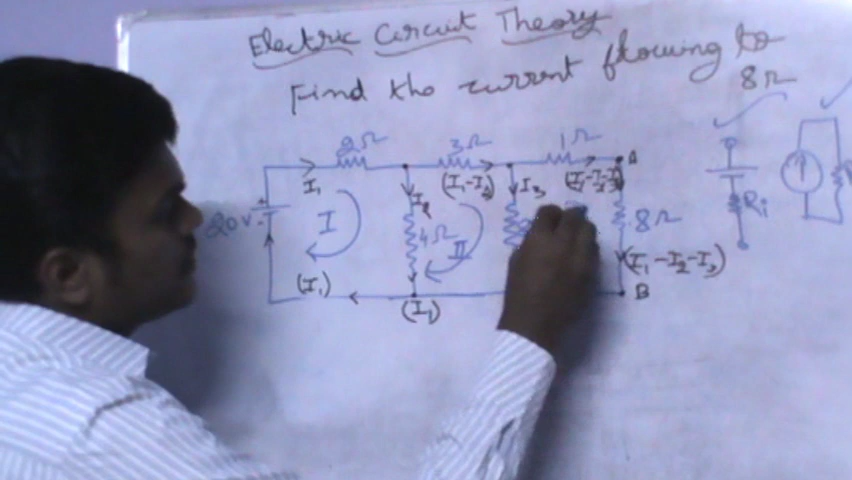 Electric Circuit Theory
Find the current flowing to
8Ω
2Ω 3Ω 1Ω A
I₁ I₂ (I₁-I₂) I₃
20V I 4Ω II 8Ω
Ri
(I₁-I₂-I₃)
(I₁) (I₁) B